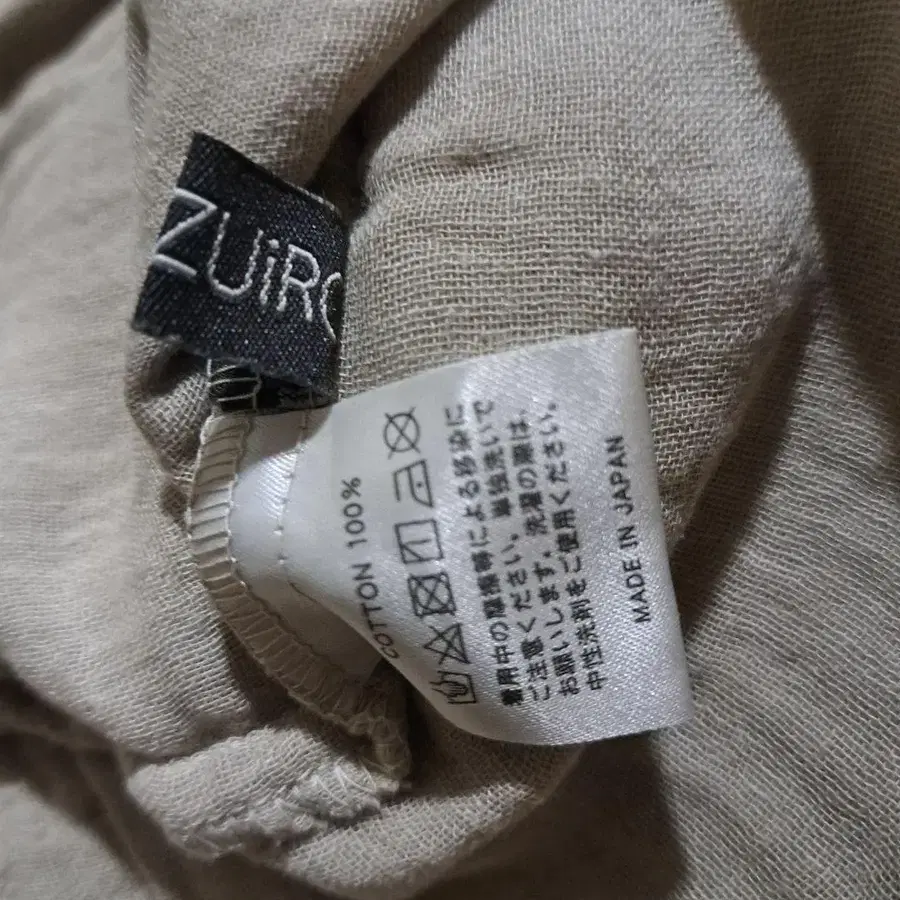 ZUiRO
COTTON 100%
着用中の摩擦等による移染に
ご注意ください。単独洗いで
お願いします。洗濯の際は、
中性洗剤をご使用ください。
MADE IN JAPAN